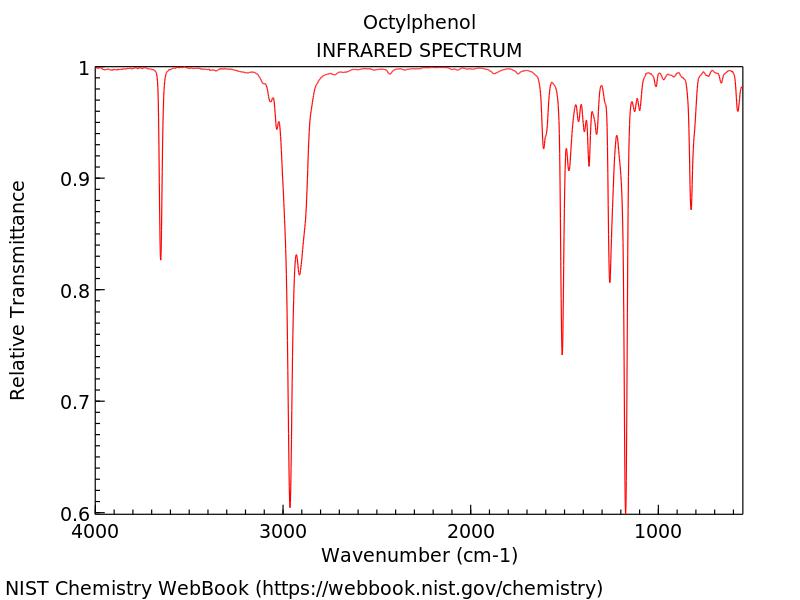 Octylphenol
INFRARED SPECTRUM
1
0.9
0.8
0.7
0.6
Relative Transmittance
4000 3000 2000 1000
Wavenumber (cm-1)
NIST Chemistry WebBook (https://webbook.nist.gov/chemistry)